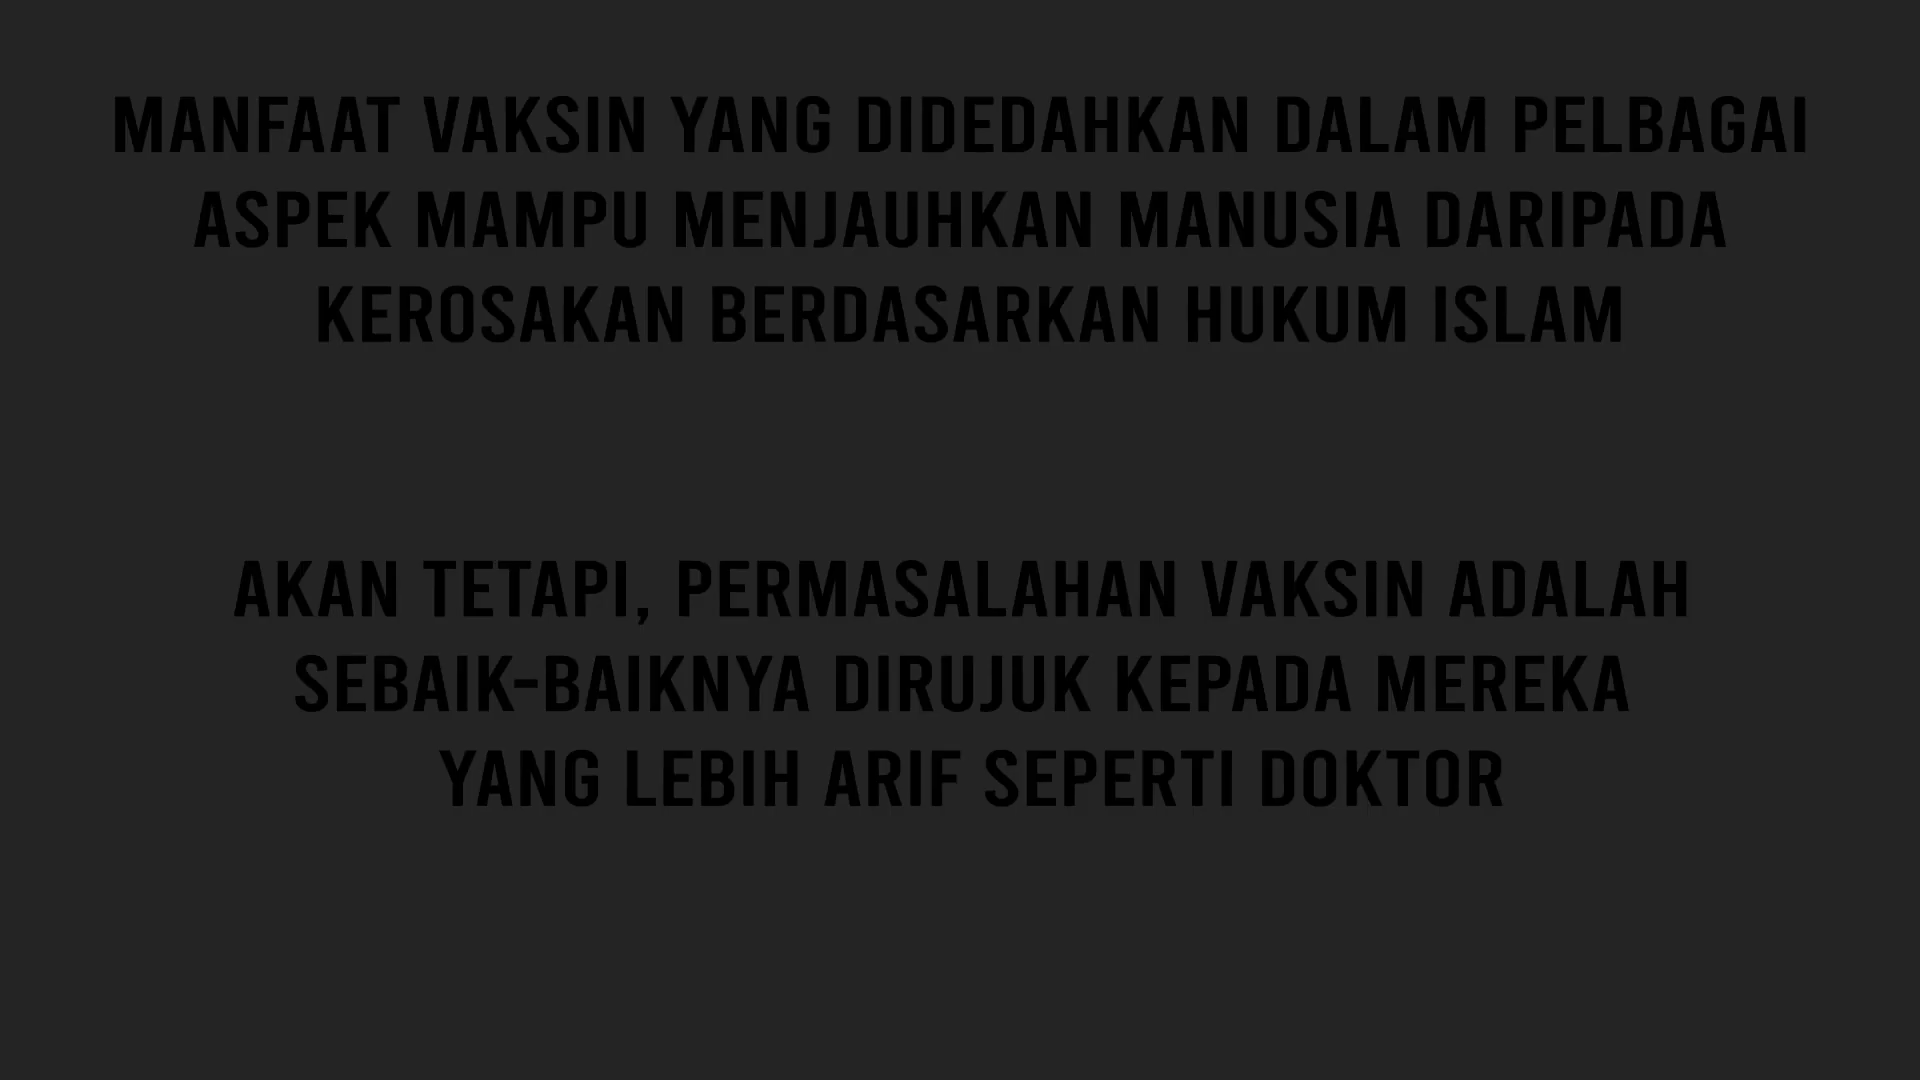 MANFAAT VAKSIN YANG DIDEDAHKAN DALAM PELBAGAI
ASPEK MAMPU MENJAUHKAN MANUSIA DARIPADA
KEROSAKAN BERDASARKAN HUKUM ISLAM
AKAN TETAPI, PERMASALAHAN VAKSIN ADALAH
SEBAIK-BAIKNYA DIRUJUK KEPADA MEREKA
YANG LEBIH ARIF SEPERTI DOKTOR